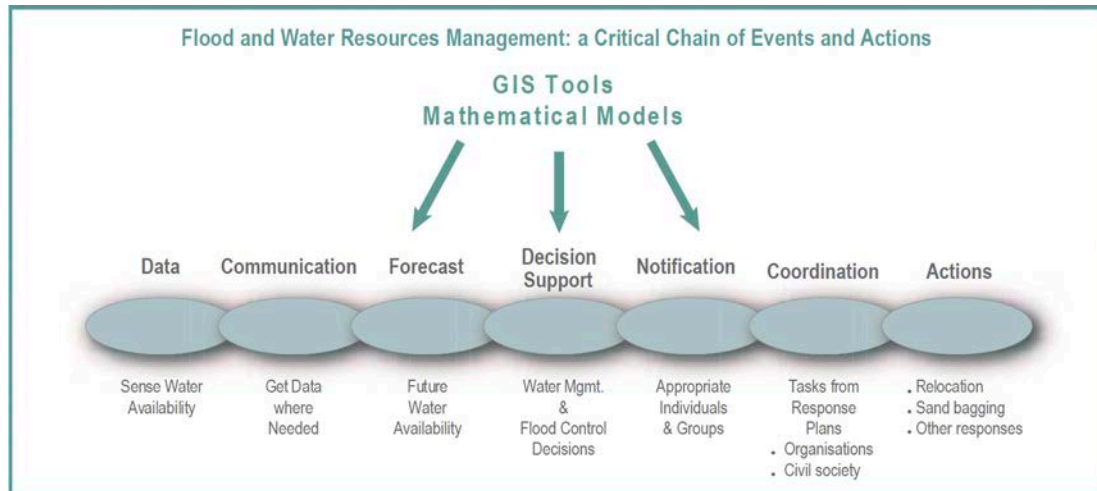 Flood and Water Resources Management: a Critical Chain of Events and Actions
GIS Tools
Mathematical Models
Data
Communication
Forecast
Decision
Support
Notification
Coordination
Actions
Sense Water
Availability
Get Data
where
Needed
Future
Water
Availability
Water Mgmt.
&
Flood Control
Decisions
Appropriate
Individuals
& Groups
Tasks from
Response
Plans
• Organisations
• Civil society
• Relocation
• Sand bagging
• Other responses